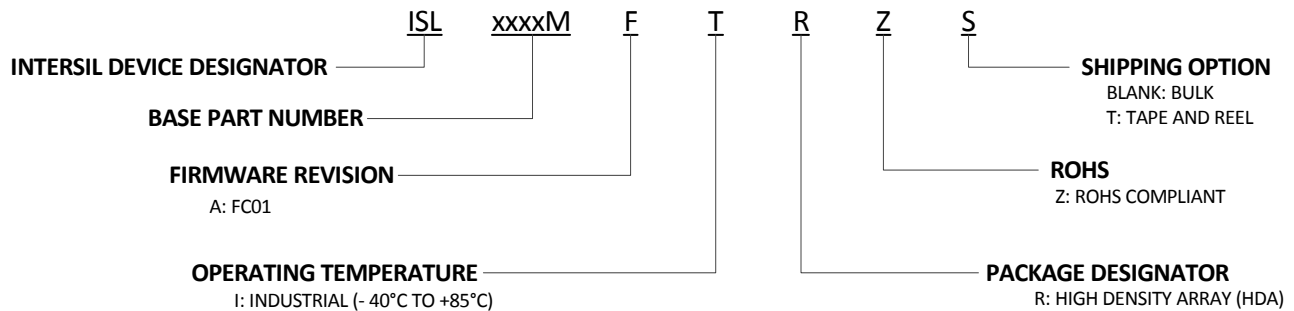 ISL xxxxM F T R Z S
INTERSIL DEVICE DESIGNATOR
SHIPPING OPTION
BLANK: BULK
T: TAPE AND REEL
BASE PART NUMBER
FIRMWARE REVISION
A: FC01
ROHS
Z: ROHS COMPLIANT
OPERATING TEMPERATURE
I: INDUSTRIAL (- 40°C TO +85°C)
PACKAGE DESIGNATOR
R: HIGH DENSITY ARRAY (HDA)